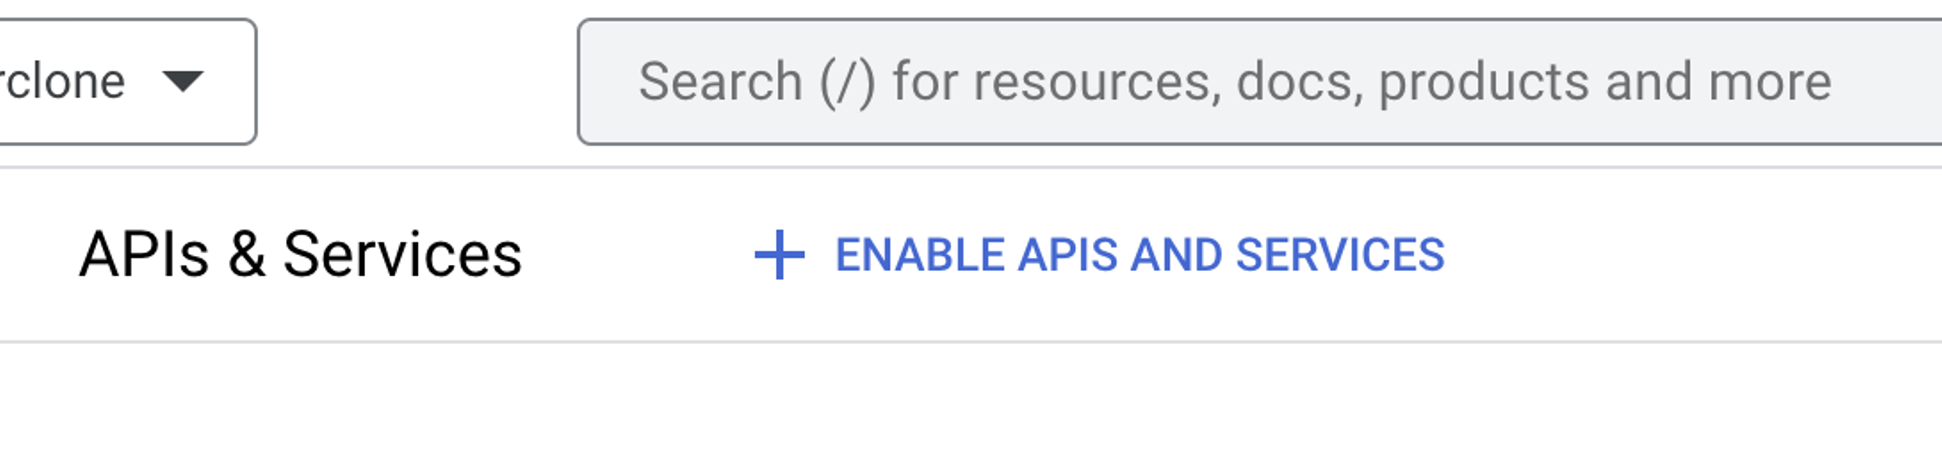 rclone
Search (/) for resources, docs, products and more
APIs & Services
ENABLE APIS AND SERVICES